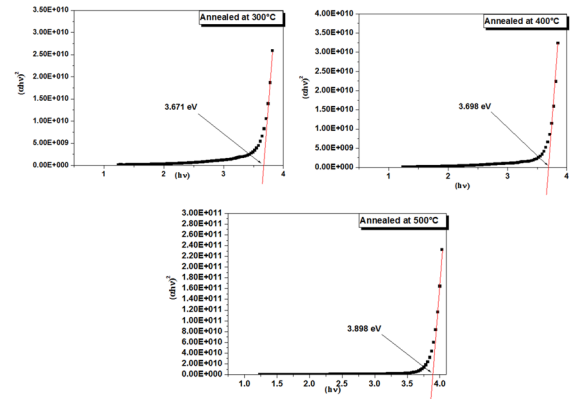 Annealed at 300°C
3.50E+010
3.00E+010
2.50E+010
2.00E+010
1.50E+010
1.00E+010
5.00E+009
0.00E+000
(αhν)²
3.671 eV
1 2 3 4
(hν)
Annealed at 400°C
4.00E+010
3.50E+010
3.00E+010
2.50E+010
2.00E+010
1.50E+010
1.00E+010
5.00E+009
0.00E+000
(αhν)²
3.698 eV
1 2 3 4
(hν)
Annealed at 500°C
3.00E+011
2.80E+011
2.60E+011
2.40E+011
2.20E+011
2.00E+011
1.80E+011
1.60E+011
1.40E+011
1.20E+011
1.00E+011
8.00E+010
6.00E+010
4.00E+010
2.00E+010
0.00E+000
(αhν)²
3.898 eV
1.0 1.5 2.0 2.5 3.0 3.5 4.0
(hν)